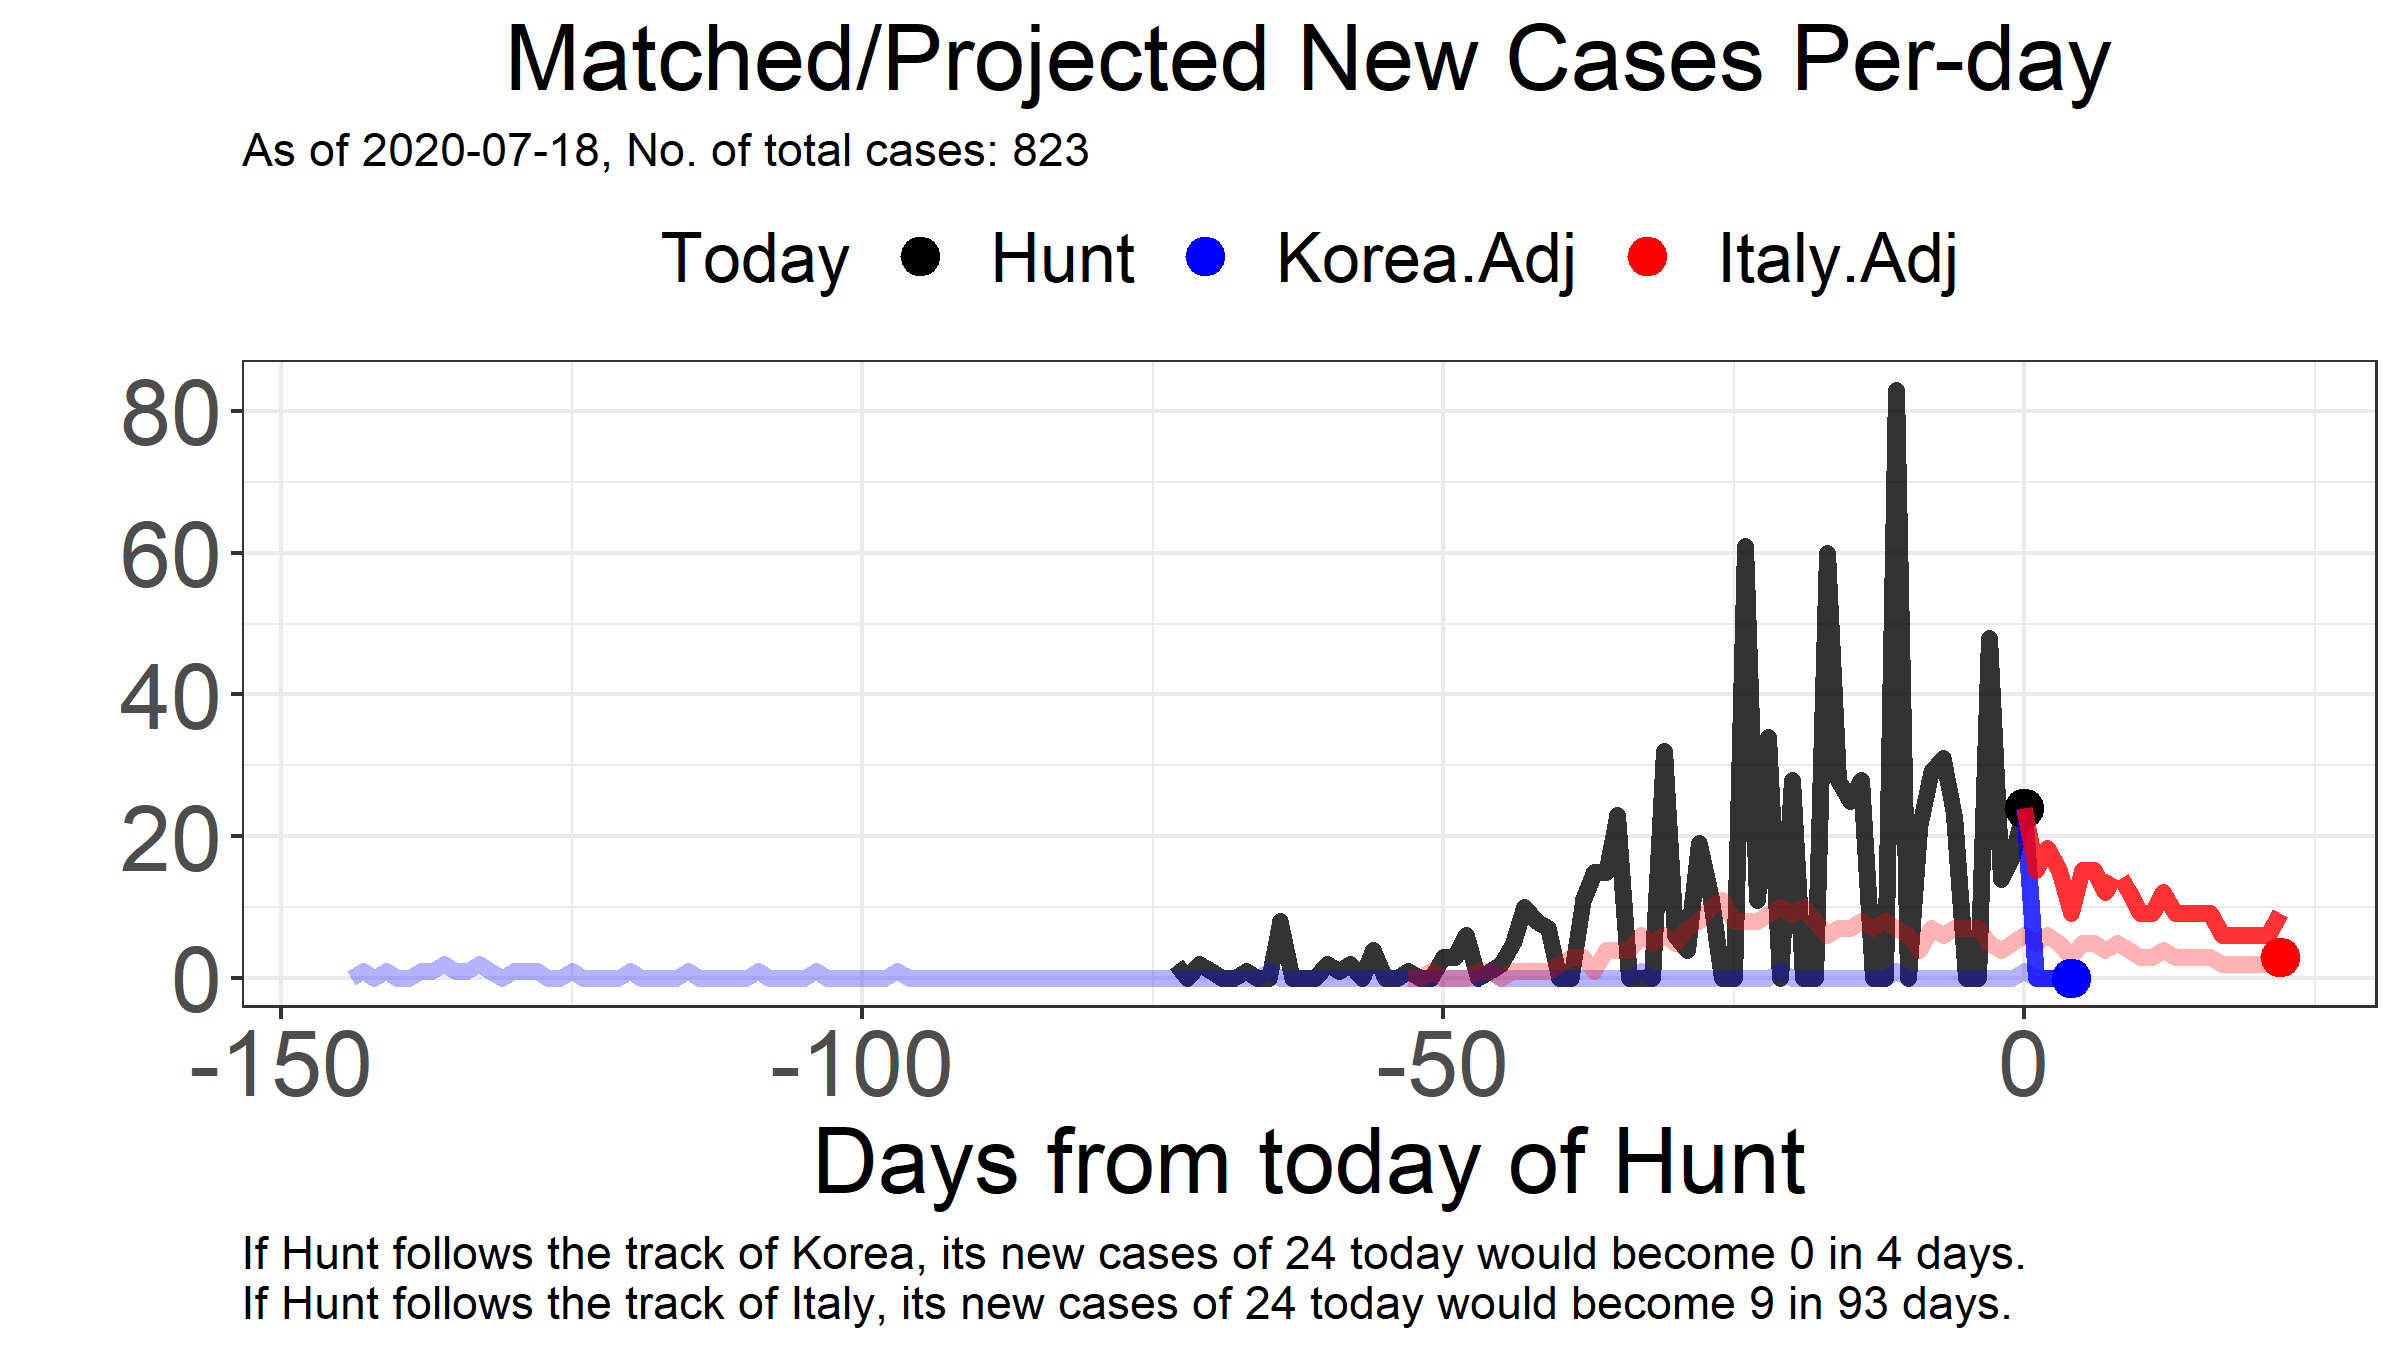 Matched/Projected New Cases Per-day
As of 2020-07-18, No. of total cases: 823
Today Hunt Korea.Adj Italy.Adj
80
60
40
20
0
-150 -100 -50 0
Days from today of Hunt
If Hunt follows the track of Korea, its new cases of 24 today would become 0 in 4 days.
If Hunt follows the track of Italy, its new cases of 24 today would become 9 in 93 days.